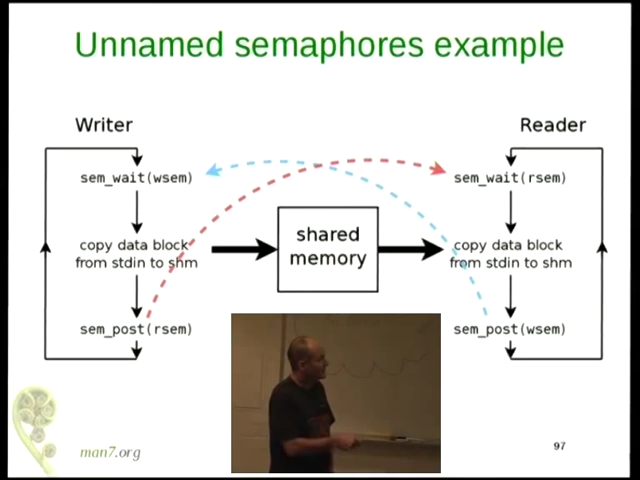 Unnamed semaphores example
Writer
Reader
sem_wait(wsem)
sem_wait(rsem)
copy data block
from stdin to shm
shared
memory
copy data block
from stdin to shm
sem_post(rsem)
sem_post(wsem)
man7.org
97